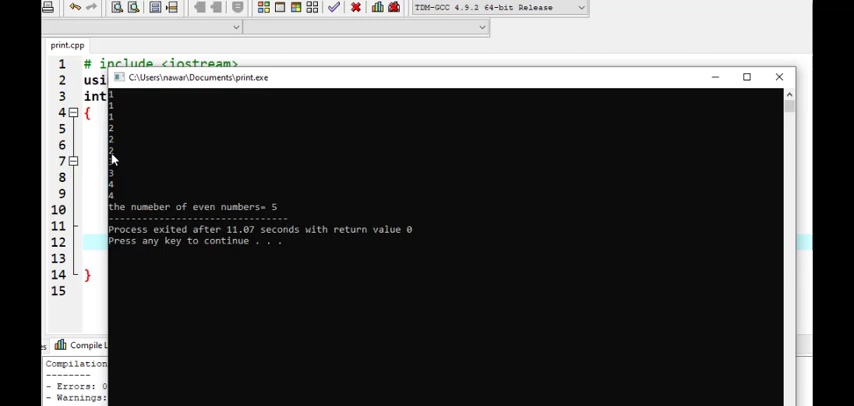 TDM-GCC 4.9.2 64-bit Release
print.cpp
1 # include <iostream>
2 usi
3 int
4 {
5
6
7
8
9
10
11
12
13
14 }
15
C:\Users\nawar\Documents\print.exe
1
1
1
2
2
2
3
3
4
4
the numeber of even numbers= 5
--------------------------------
Process exited after 11.07 seconds with return value 0
Press any key to continue . . .
es Compile L
Compilation
--------
- Errors: 0
- Warnings: